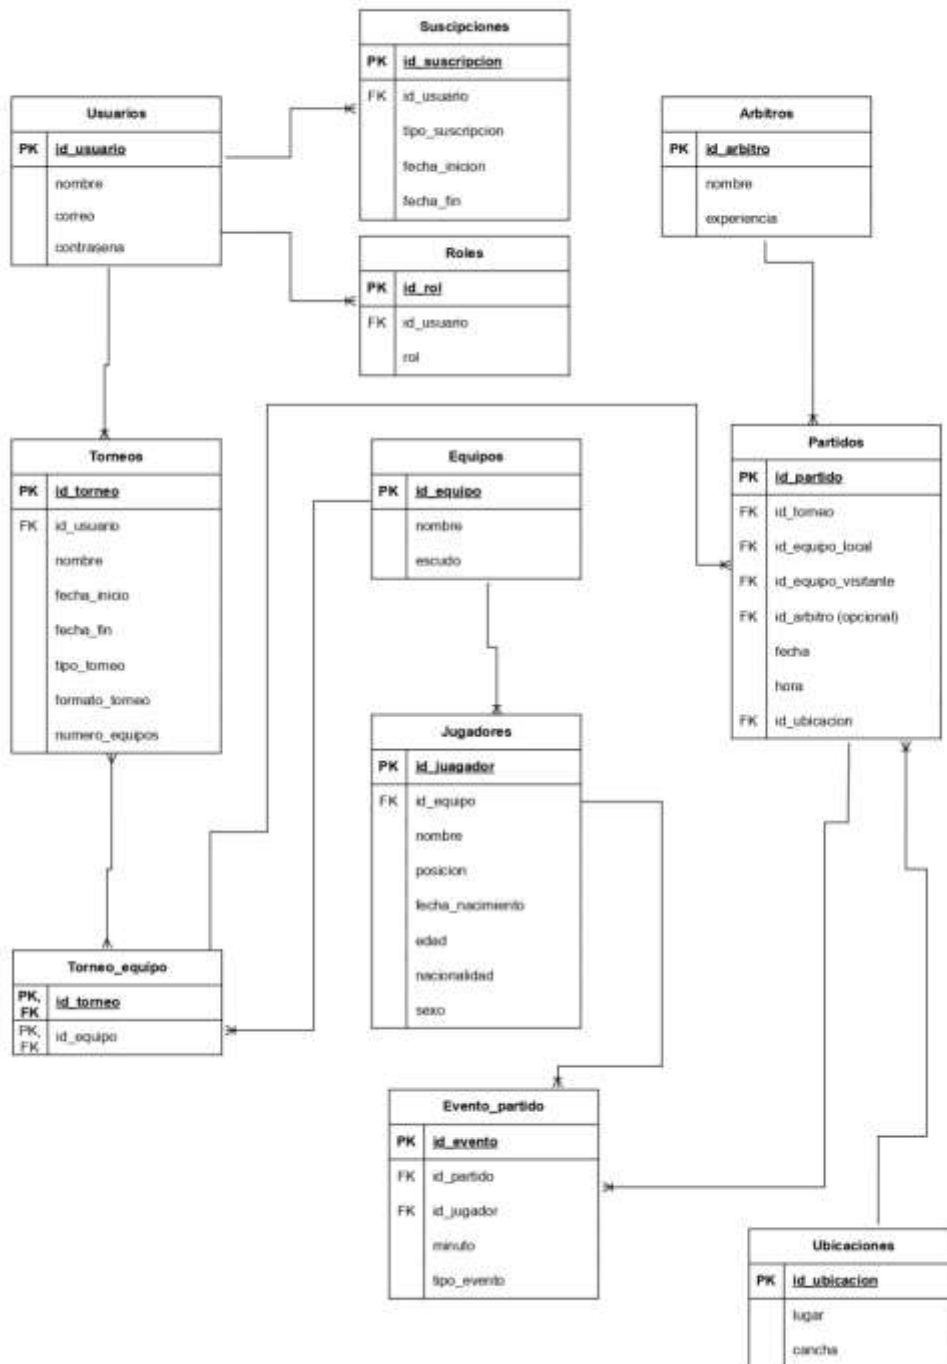 Suscipciones
PK id_suscripcion
FK id_usuario
tipo_suscripcion
fecha_inicion
fecha_fin
Usuarios
PK id_usuario
nombre
correo
contrasena
Arbitros
PK id_arbitro
nombre
experiencia
Roles
PK id_rol
FK id_usuario
rol
Torneos
PK id_torneo
FK id_usuario
nombre
fecha_inicio
fecha_fin
tipo_torneo
formato_torneo
numero_equipos
Equipos
PK id_equipo
nombre
escudo
Partidos
PK id_partido
FK id_torneo
FK id_equipo_local
FK id_equipo_visitante
FK id_arbitro (opcional)
fecha
hora
FK id_ubicacion
Jugadores
PK id_juagador
FK id_equipo
nombre
posicion
fecha_nacimiento
edad
nacionalidad
sexo
Torneo_equipo
PK, FK id_torneo
PK, FK id_equipo
Evento_partido
PK id_evento
FK id_partido
FK id_jugador
minuto
tipo_evento
Ubicaciones
PK id_ubicacion
lugar
cancha